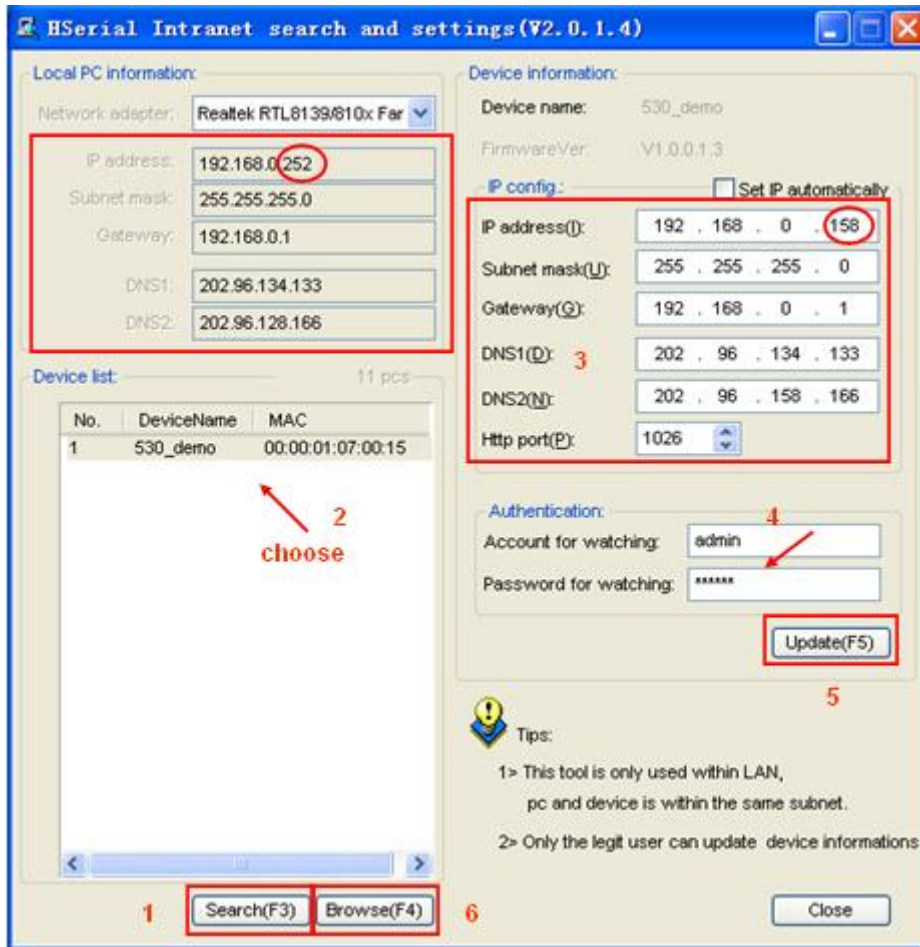 HSerial Intranet search and settings(V2.0.1.4)
Local PC information:
Network adapter: Realtek RTL8139/810x Far
IP address: 192.168.0.252
Subnet mask: 255.255.255.0
Gateway: 192.168.0.1
DNS1: 202.96.134.133
DNS2: 202.96.128.166
Device list: 11 pcs
No. DeviceName MAC
1 530_demo 00:00:01:07:00:15
2
choose
1 Search(F3) Browse(F4) 6
Device information:
Device name: 530_demo
FirmwareVer: V1.0.0.1.3
IP config.: Set IP automatically
IP address(I): 192 . 168 . 0 . 158
Subnet mask(U): 255 . 255 . 255 . 0
Gateway(G): 192 . 168 . 0 . 1
DNS1(D): 3 202 . 96 . 134 . 133
DNS2(N): 202 . 96 . 158 . 166
Http port(P): 1026
Authentication: 4
Account for watching: admin
Password for watching: ******
Update(F5)
5
Tips:
1> This tool is only used within LAN,
pc and device is within the same subnet.
2> Only the legit user can update device informations
Close